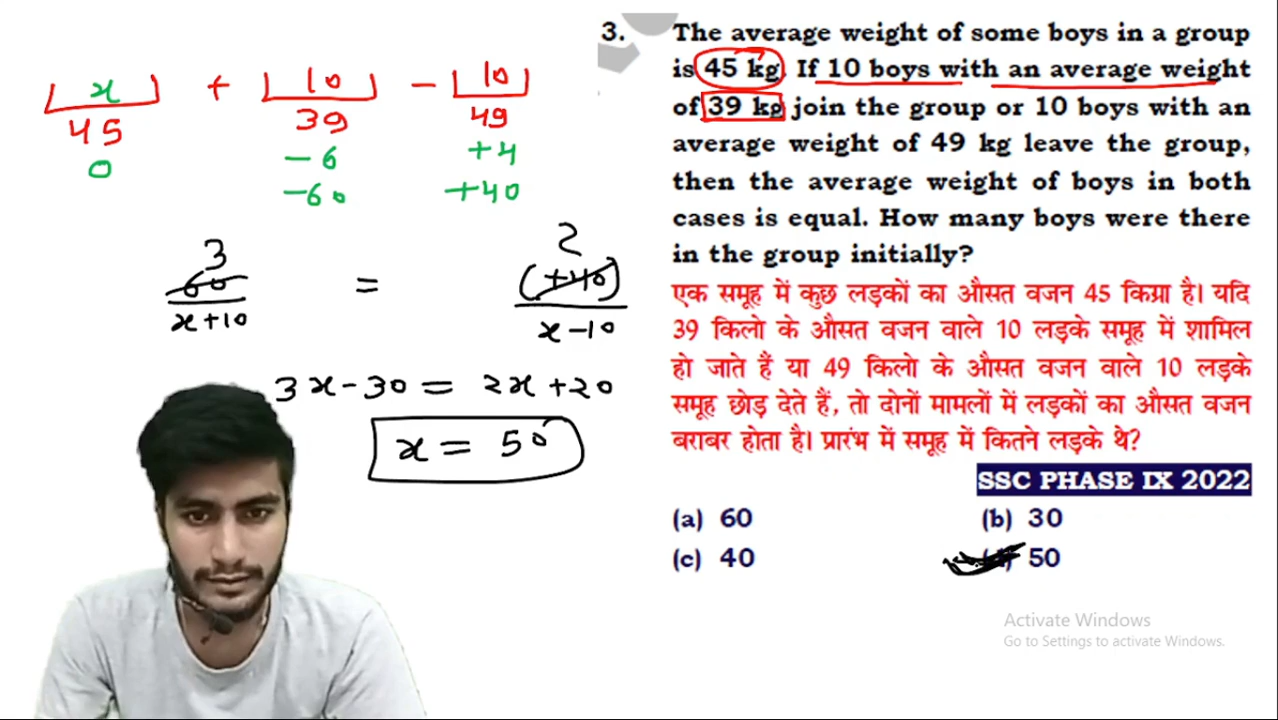 x + 10 - 10
45 39 49
0 -6 +4
-60 +40
3 2
60 = (+40)
x+10 x-10
3x-30 = 2x+20
x = 50
3. The average weight of some boys in a group
is 45 kg. If 10 boys with an average weight
of 39 kg join the group or 10 boys with an
average weight of 49 kg leave the group,
then the average weight of boys in both
cases is equal. How many boys were there
in the group initially?
एक समूह में कुछ लड़कों का औसत वजन 45 किग्रा है। यदि
39 किलो के औसत वजन वाले 10 लड़के समूह में शामिल
हो जाते हैं या 49 किलो के औसत वजन वाले 10 लड़के
समूह छोड़ देते हैं, तो दोनों मामलों में लड़कों का औसत वजन
बराबर होता है। प्रारंभ में समूह में कितने लड़के थे?
SSC PHASE IX 2022
(a) 60 (b) 30
(c) 40 50
Activate Windows
Go to Settings to activate Windows.